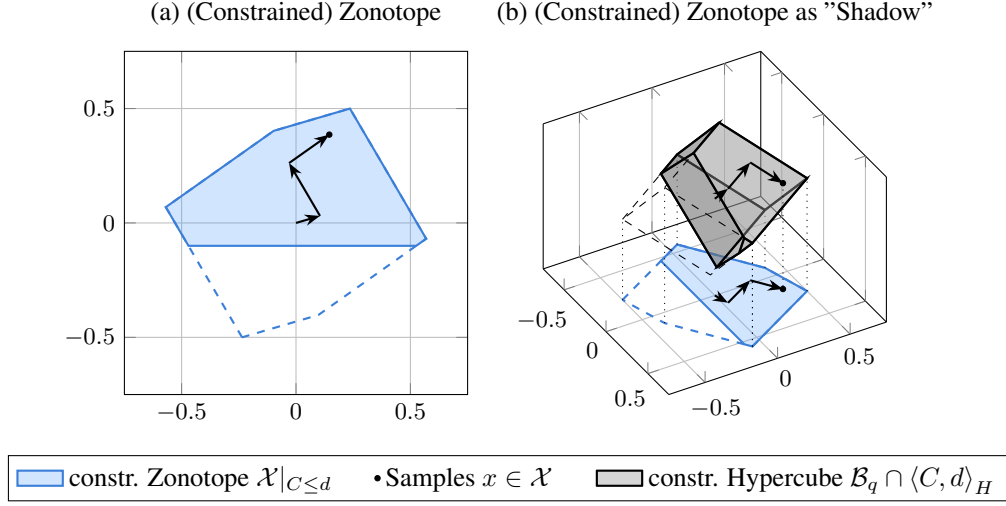 (a) (Constrained) Zonotope
(b) (Constrained) Zonotope as ”Shadow”
0.5
0
−0.5
−0.5
0
0.5
−0.5
0
0.5
−0.5
0
0.5
constr. Zonotope 𝒳|_{C≤d}
Samples x ∈ 𝒳
constr. Hypercube ℬ_q ∩ ⟨C, d⟩_H